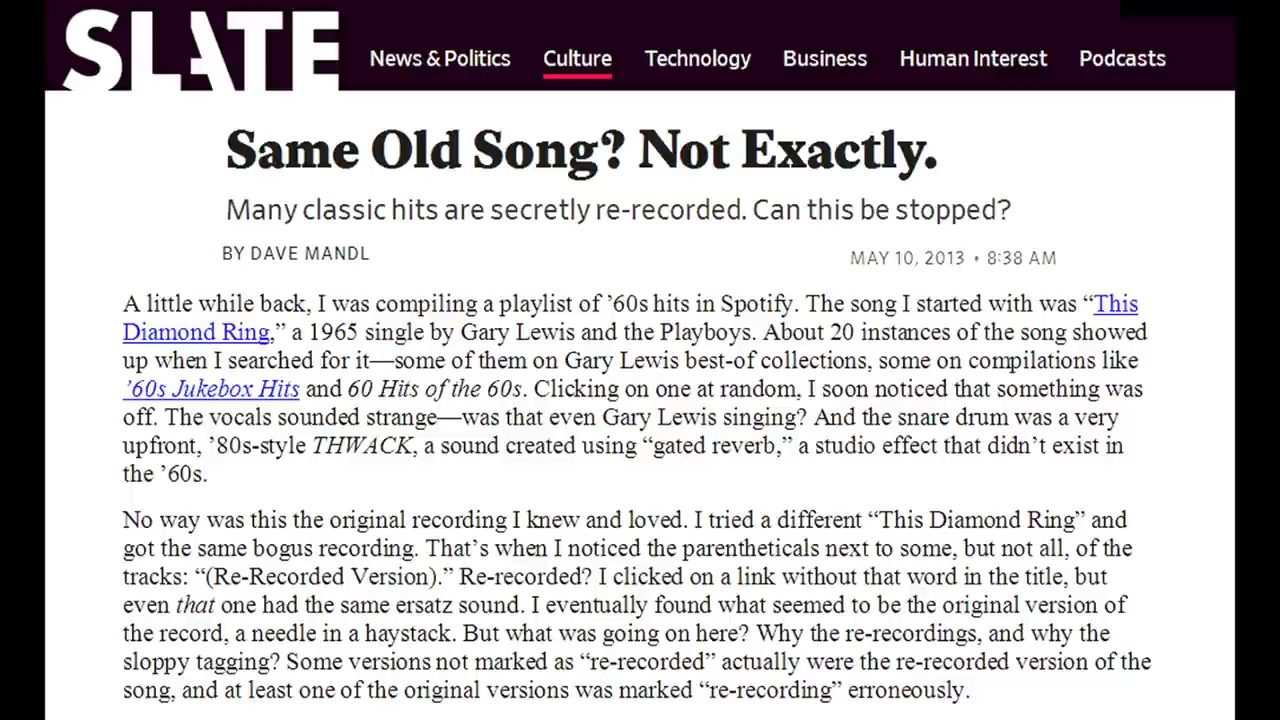 SLATE
News & Politics Culture Technology Business Human Interest Podcasts
Same Old Song? Not Exactly.
Many classic hits are secretly re-recorded. Can this be stopped?
BY DAVE MANDL
MAY 10, 2013 • 8:38 AM
A little while back, I was compiling a playlist of ’60s hits in Spotify. The song I started with was “This
Diamond Ring,” a 1965 single by Gary Lewis and the Playboys. About 20 instances of the song showed
up when I searched for it—some of them on Gary Lewis best-of collections, some on compilations like
’60s Jukebox Hits and 60 Hits of the 60s. Clicking on one at random, I soon noticed that something was
off. The vocals sounded strange—was that even Gary Lewis singing? And the snare drum was a very
upfront, ’80s-style THWACK, a sound created using “gated reverb,” a studio effect that didn’t exist in
the ’60s.
No way was this the original recording I knew and loved. I tried a different “This Diamond Ring” and
got the same bogus recording. That’s when I noticed the parentheticals next to some, but not all, of the
tracks: “(Re-Recorded Version).” Re-recorded? I clicked on a link without that word in the title, but
even that one had the same ersatz sound. I eventually found what seemed to be the original version of
the record, a needle in a haystack. But what was going on here? Why the re-recordings, and why the
sloppy tagging? Some versions not marked as “re-recorded” actually were the re-recorded version of the
song, and at least one of the original versions was marked “re-recording” erroneously.